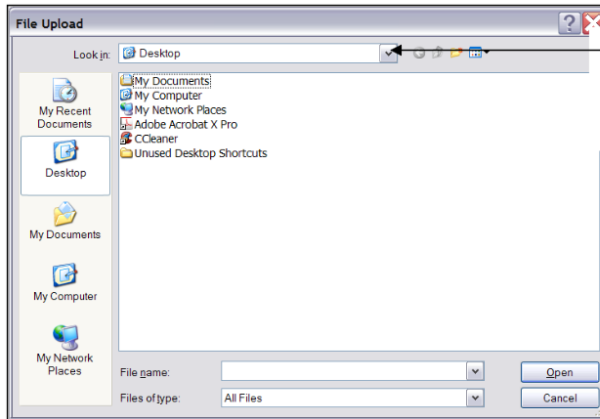 File Upload
Look in: Desktop
My Documents
My Computer
My Network Places
Adobe Acrobat X Pro
CCleaner
Unused Desktop Shortcuts
My Recent
Documents
Desktop
My Documents
My Computer
My Network
Places
File name:
Open
Files of type: All Files
Cancel